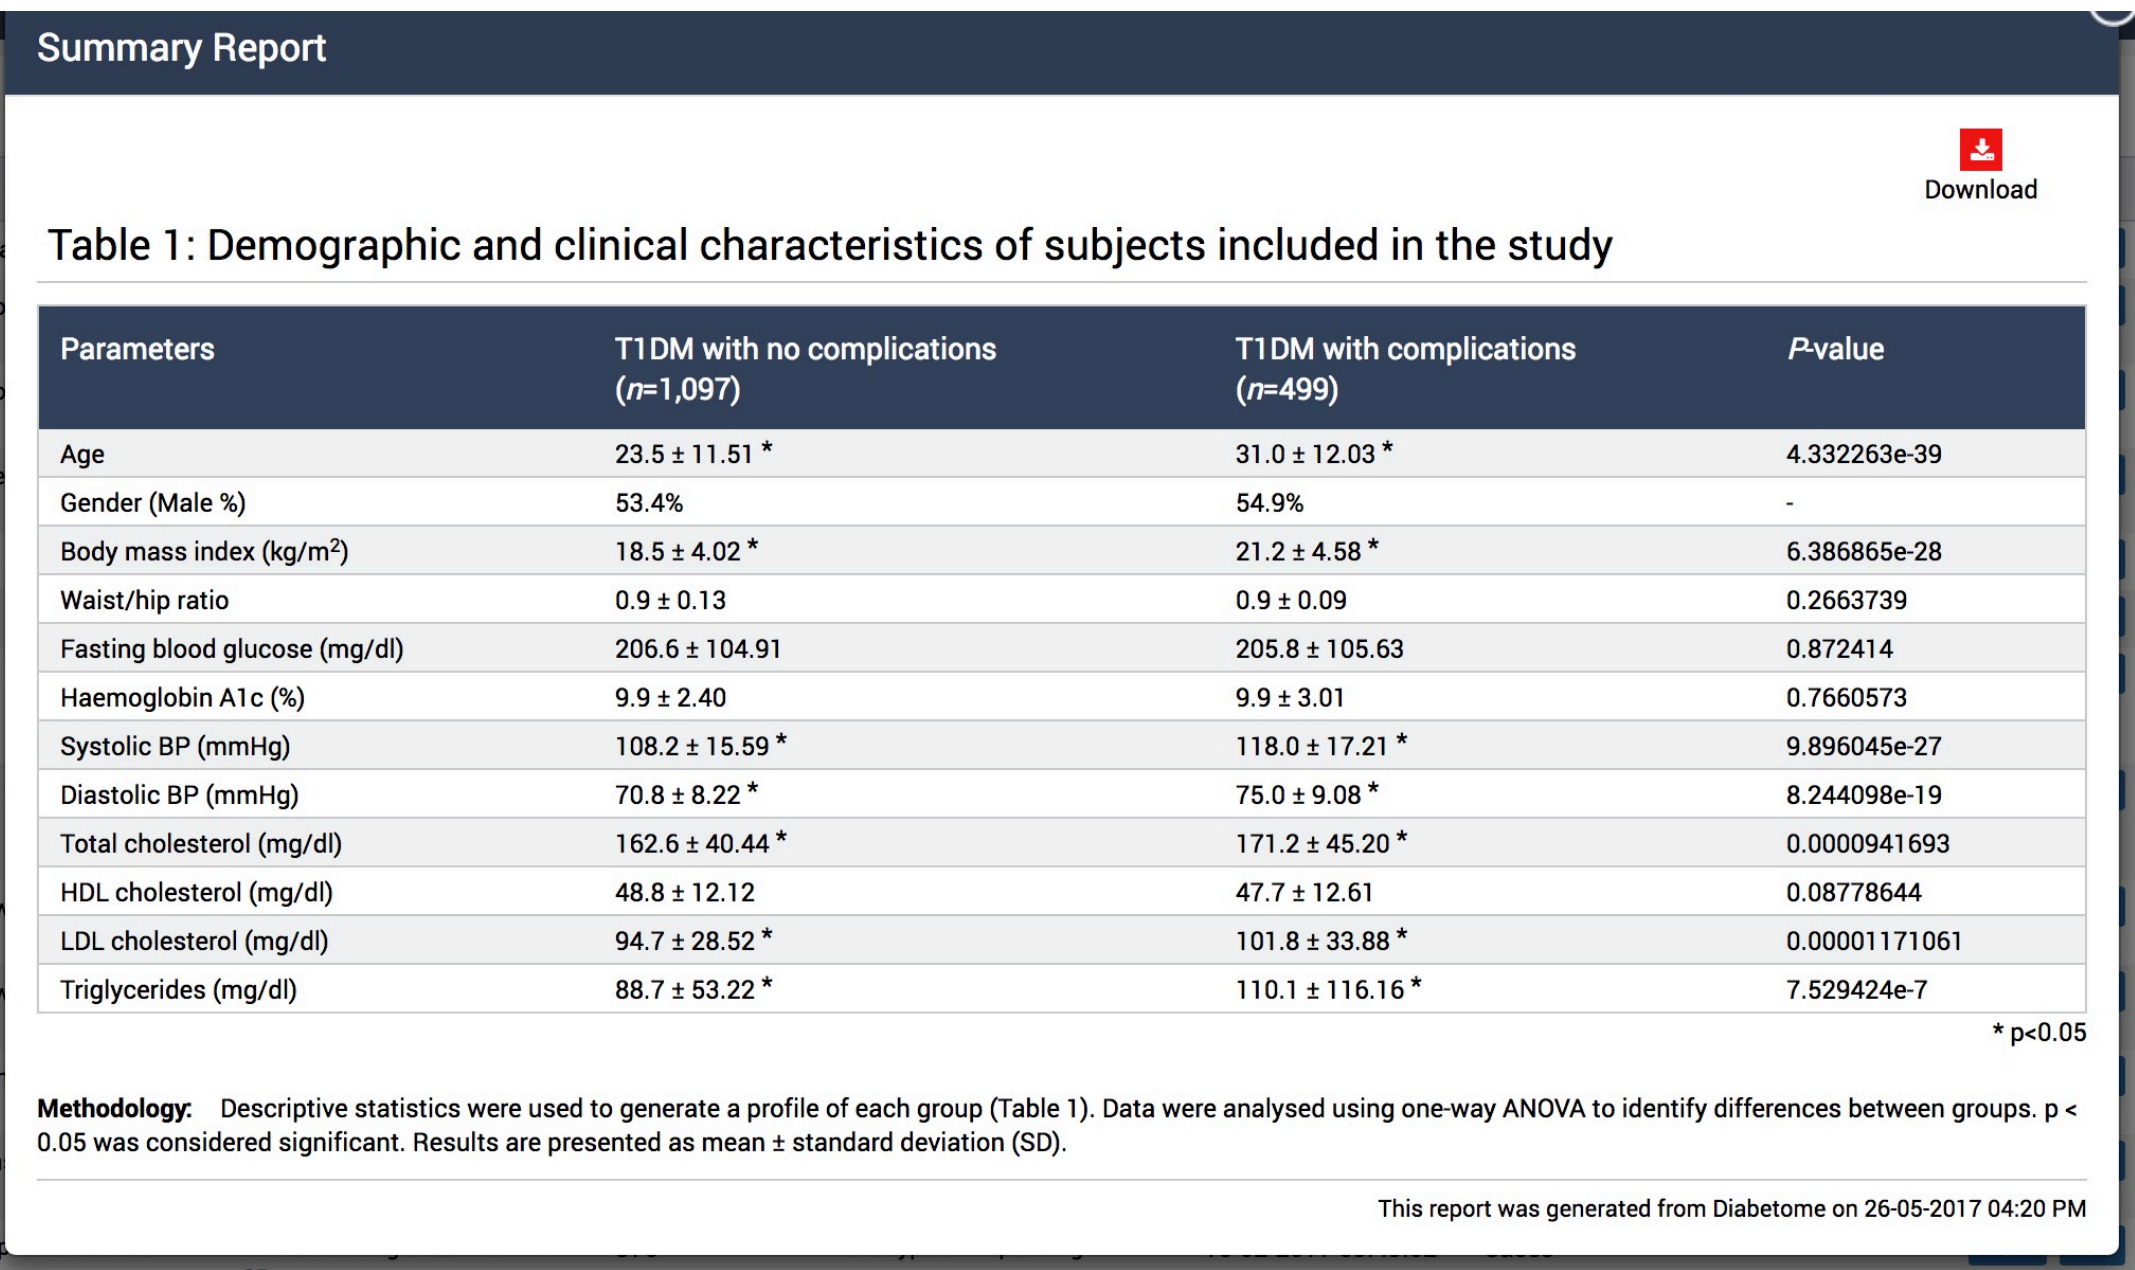 Summary Report
Download
Table 1: Demographic and clinical characteristics of subjects included in the study
Parameters T1DM with no complications T1DM with complications P-value
(n=1,097) (n=499)
Age 23.5 ± 11.51 * 31.0 ± 12.03 * 4.332263e-39
Gender (Male %) 53.4% 54.9% -
Body mass index (kg/m²) 18.5 ± 4.02 * 21.2 ± 4.58 * 6.386865e-28
Waist/hip ratio 0.9 ± 0.13 0.9 ± 0.09 0.2663739
Fasting blood glucose (mg/dl) 206.6 ± 104.91 205.8 ± 105.63 0.872414
Haemoglobin A1c (%) 9.9 ± 2.40 9.9 ± 3.01 0.7660573
Systolic BP (mmHg) 108.2 ± 15.59 * 118.0 ± 17.21 * 9.896045e-27
Diastolic BP (mmHg) 70.8 ± 8.22 * 75.0 ± 9.08 * 8.244098e-19
Total cholesterol (mg/dl) 162.6 ± 40.44 * 171.2 ± 45.20 * 0.0000941693
HDL cholesterol (mg/dl) 48.8 ± 12.12 47.7 ± 12.61 0.08778644
LDL cholesterol (mg/dl) 94.7 ± 28.52 * 101.8 ± 33.88 * 0.00001171061
Triglycerides (mg/dl) 88.7 ± 53.22 * 110.1 ± 116.16 * 7.529424e-7
* p<0.05
Methodology: Descriptive statistics were used to generate a profile of each group (Table 1). Data were analysed using one-way ANOVA to identify differences between groups. p <
0.05 was considered significant. Results are presented as mean ± standard deviation (SD).
This report was generated from Diabetome on 26-05-2017 04:20 PM